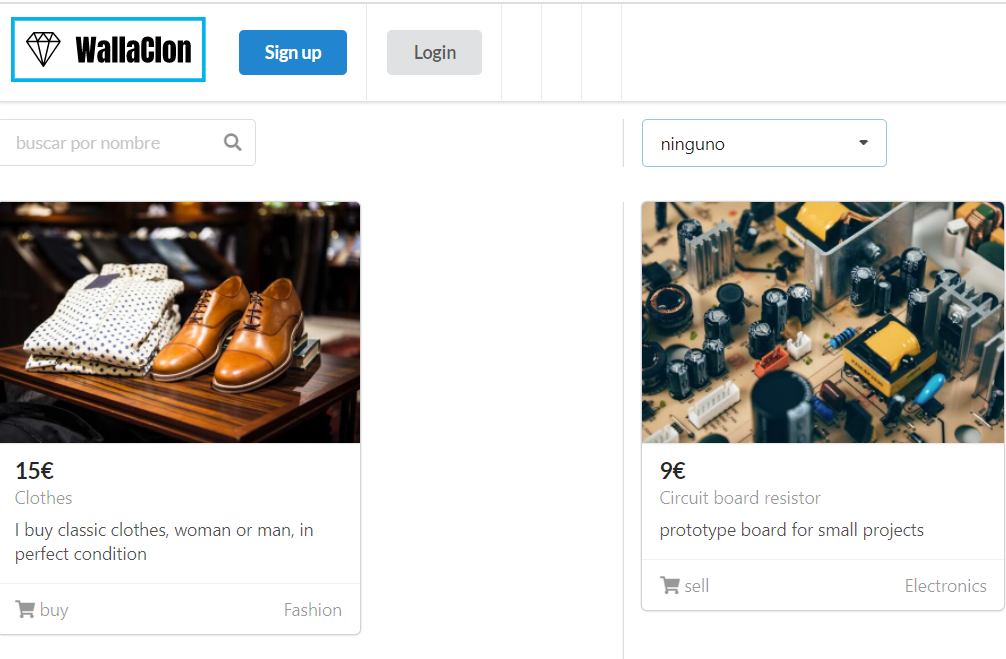 WallaClon
Sign up
Login
buscar por nombre
ninguno
15€
Clothes
I buy classic clothes, woman or man, in
perfect condition
buy
Fashion
9€
Circuit board resistor
prototype board for small projects
sell
Electronics